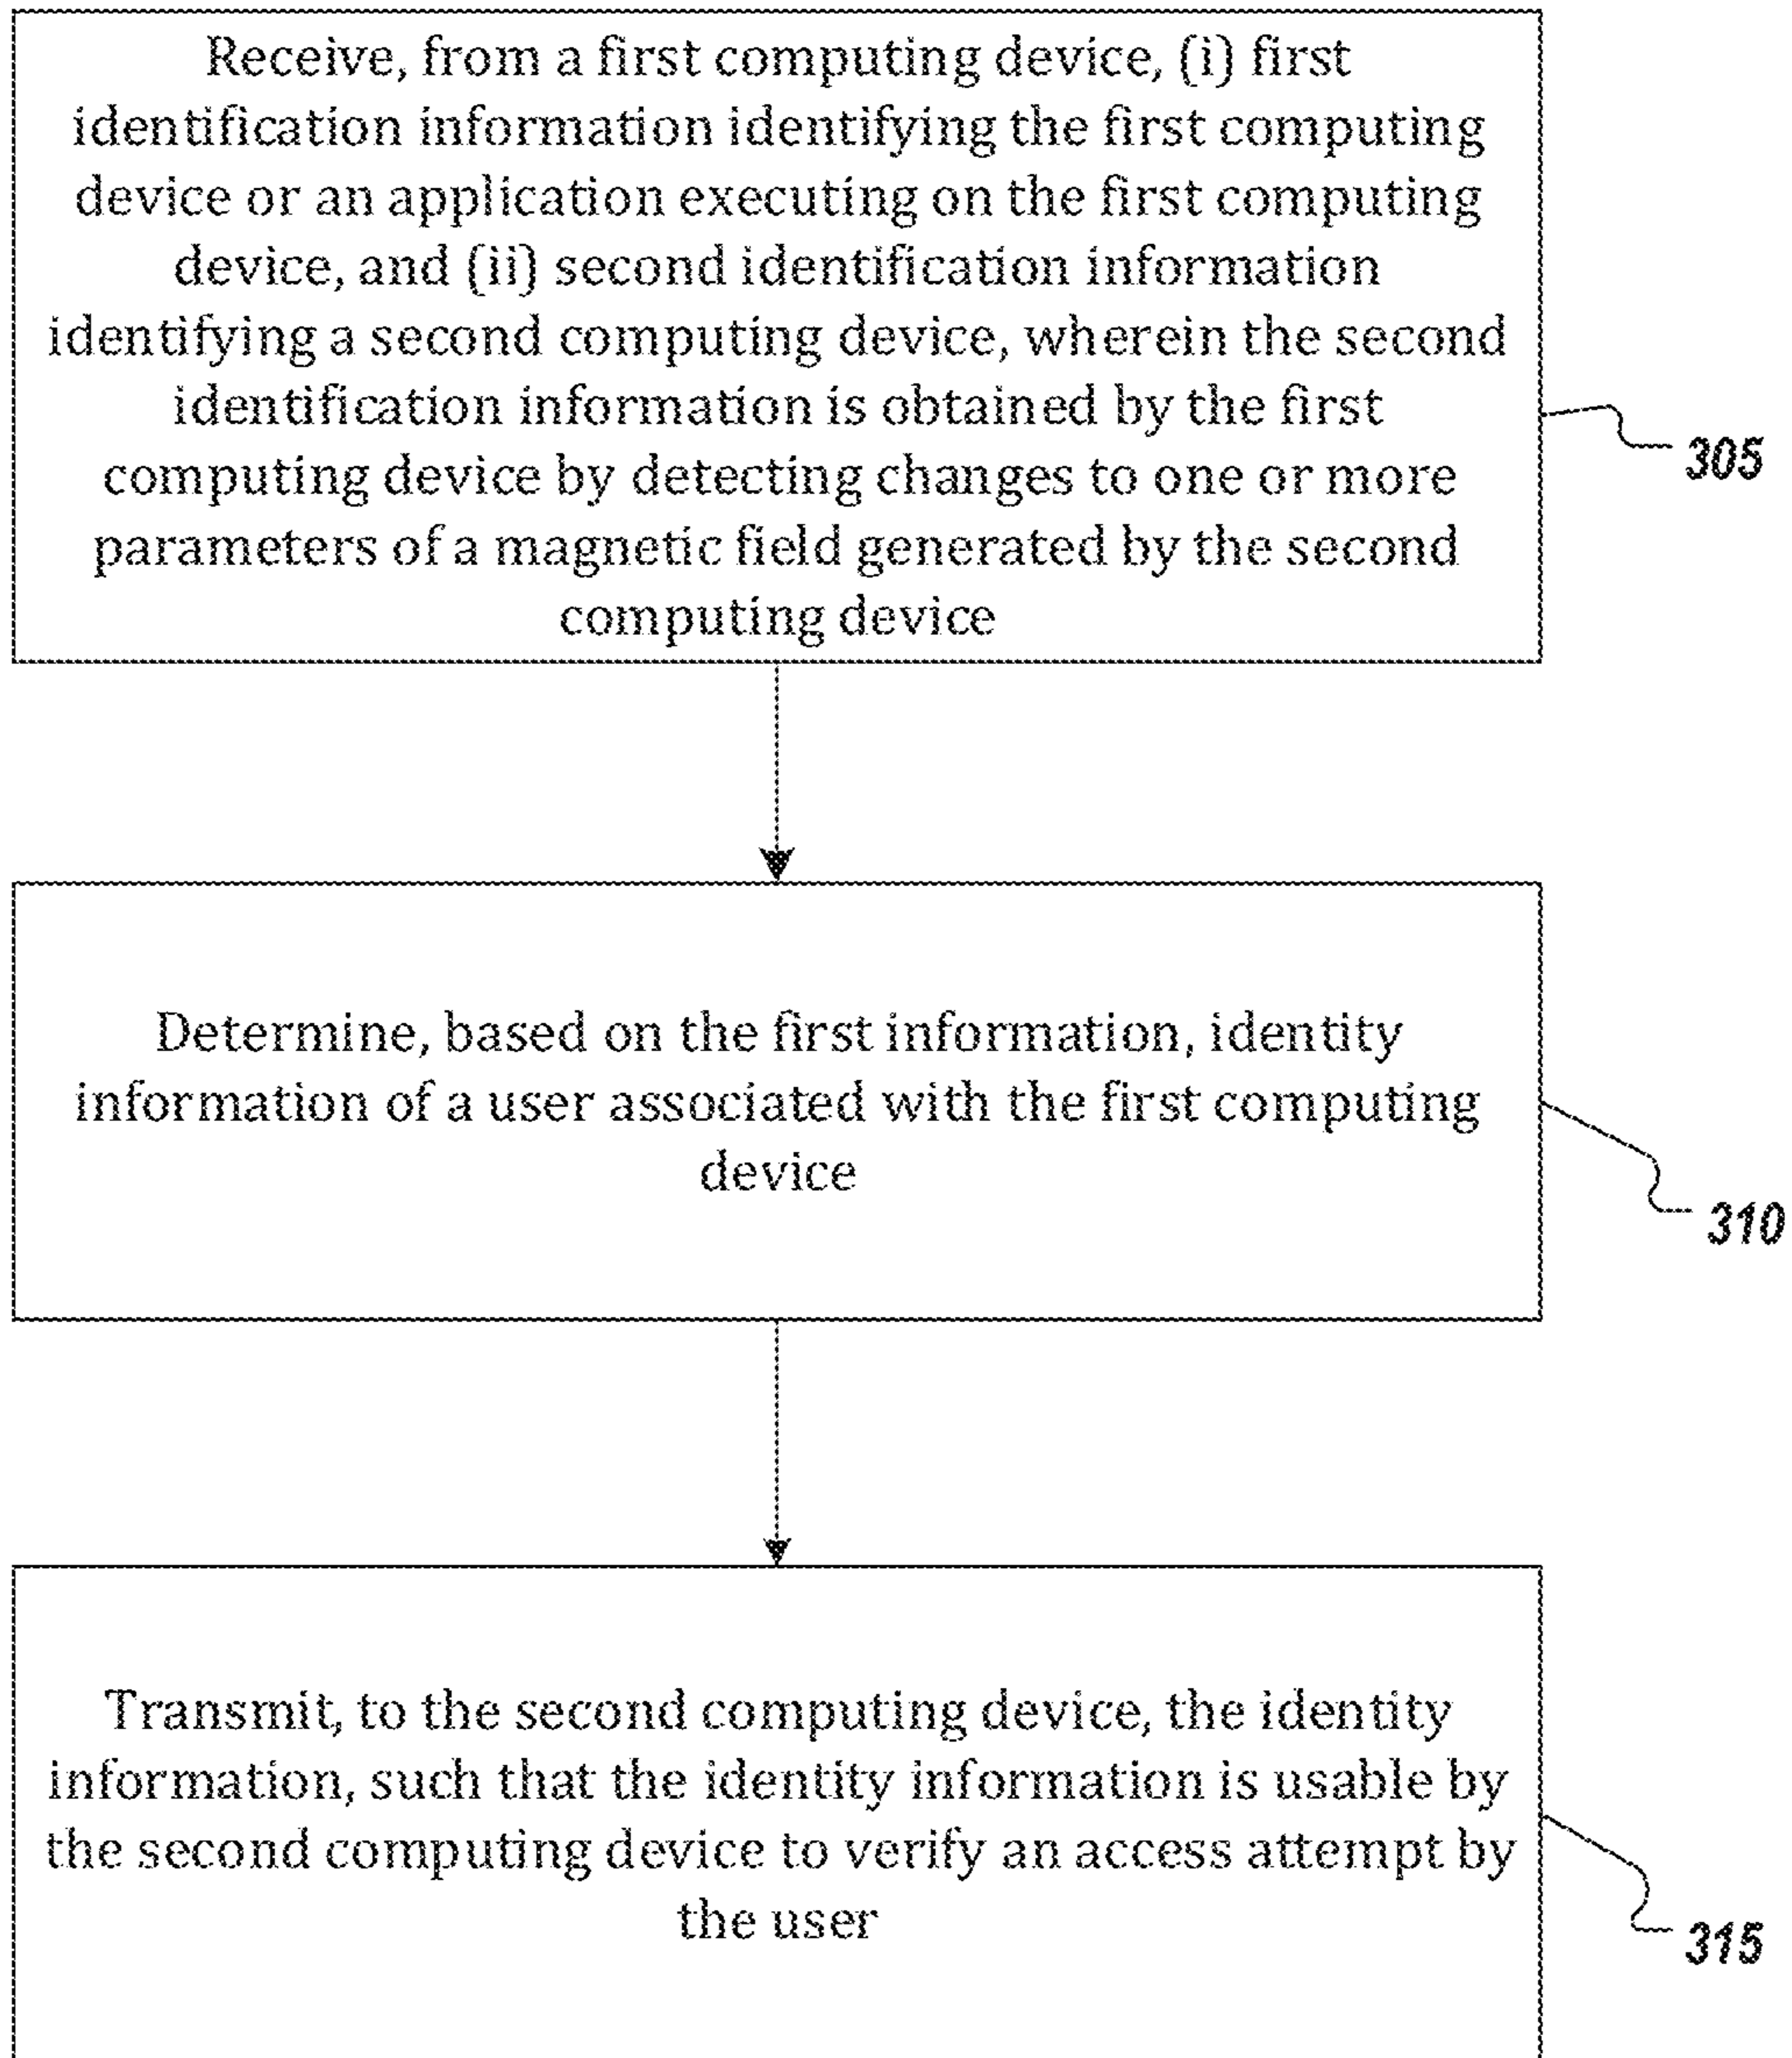 Receive, from a first computing device, (i) first
identification information identifying the first computing
device or an application executing on the first computing
device, and (ii) second identification information
identifying a second computing device, wherein the second
identification information is obtained by the first
computing device by detecting changes to one or more
parameters of a magnetic field generated by the second
computing device
305
Determine, based on the first information, identity
information of a user associated with the first computing
device
310
Transmit, to the second computing device, the identity
information, such that the identity information is usable by
the second computing device to verify an access attempt by
the user
315